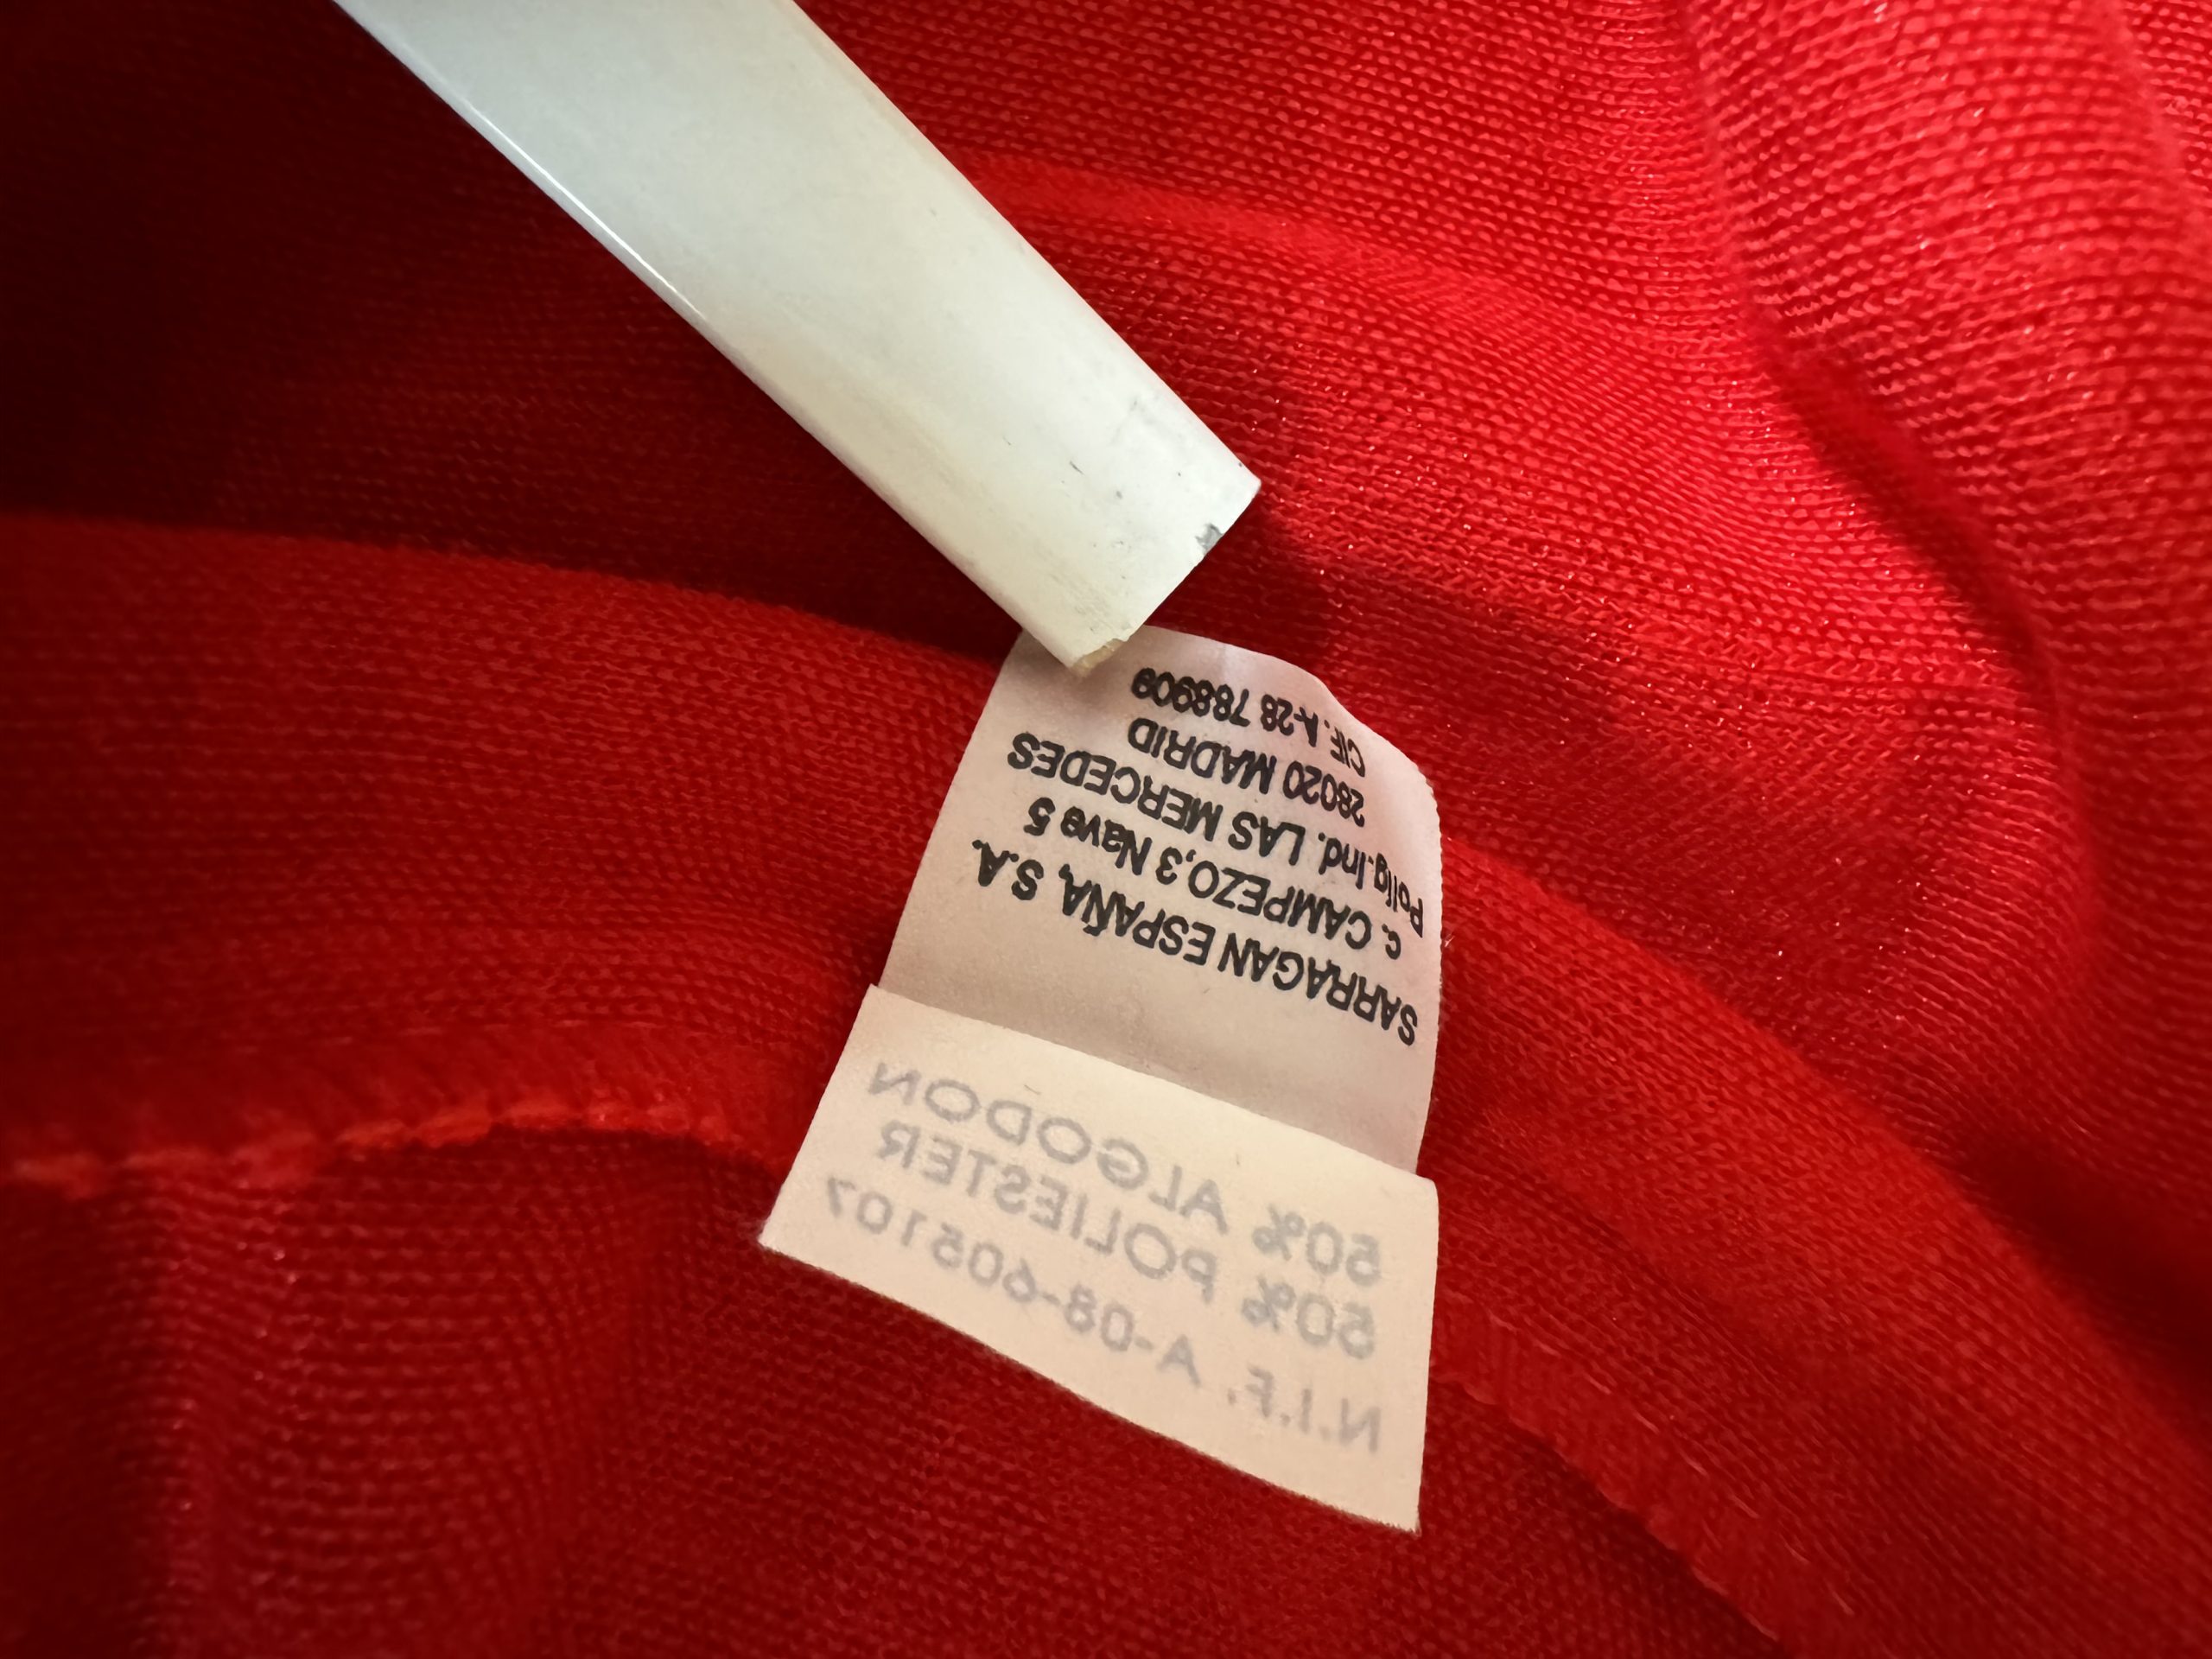 SARRAGAN ESPAÑA, S.A.
c. CAMPEZO,3 Nave 5
Políg.Ind. LAS MERCEDES
28020 MADRID
CIF. A-28 788909
50% ALGODON
50% POLIESTER
N.I.F. A-08-605107